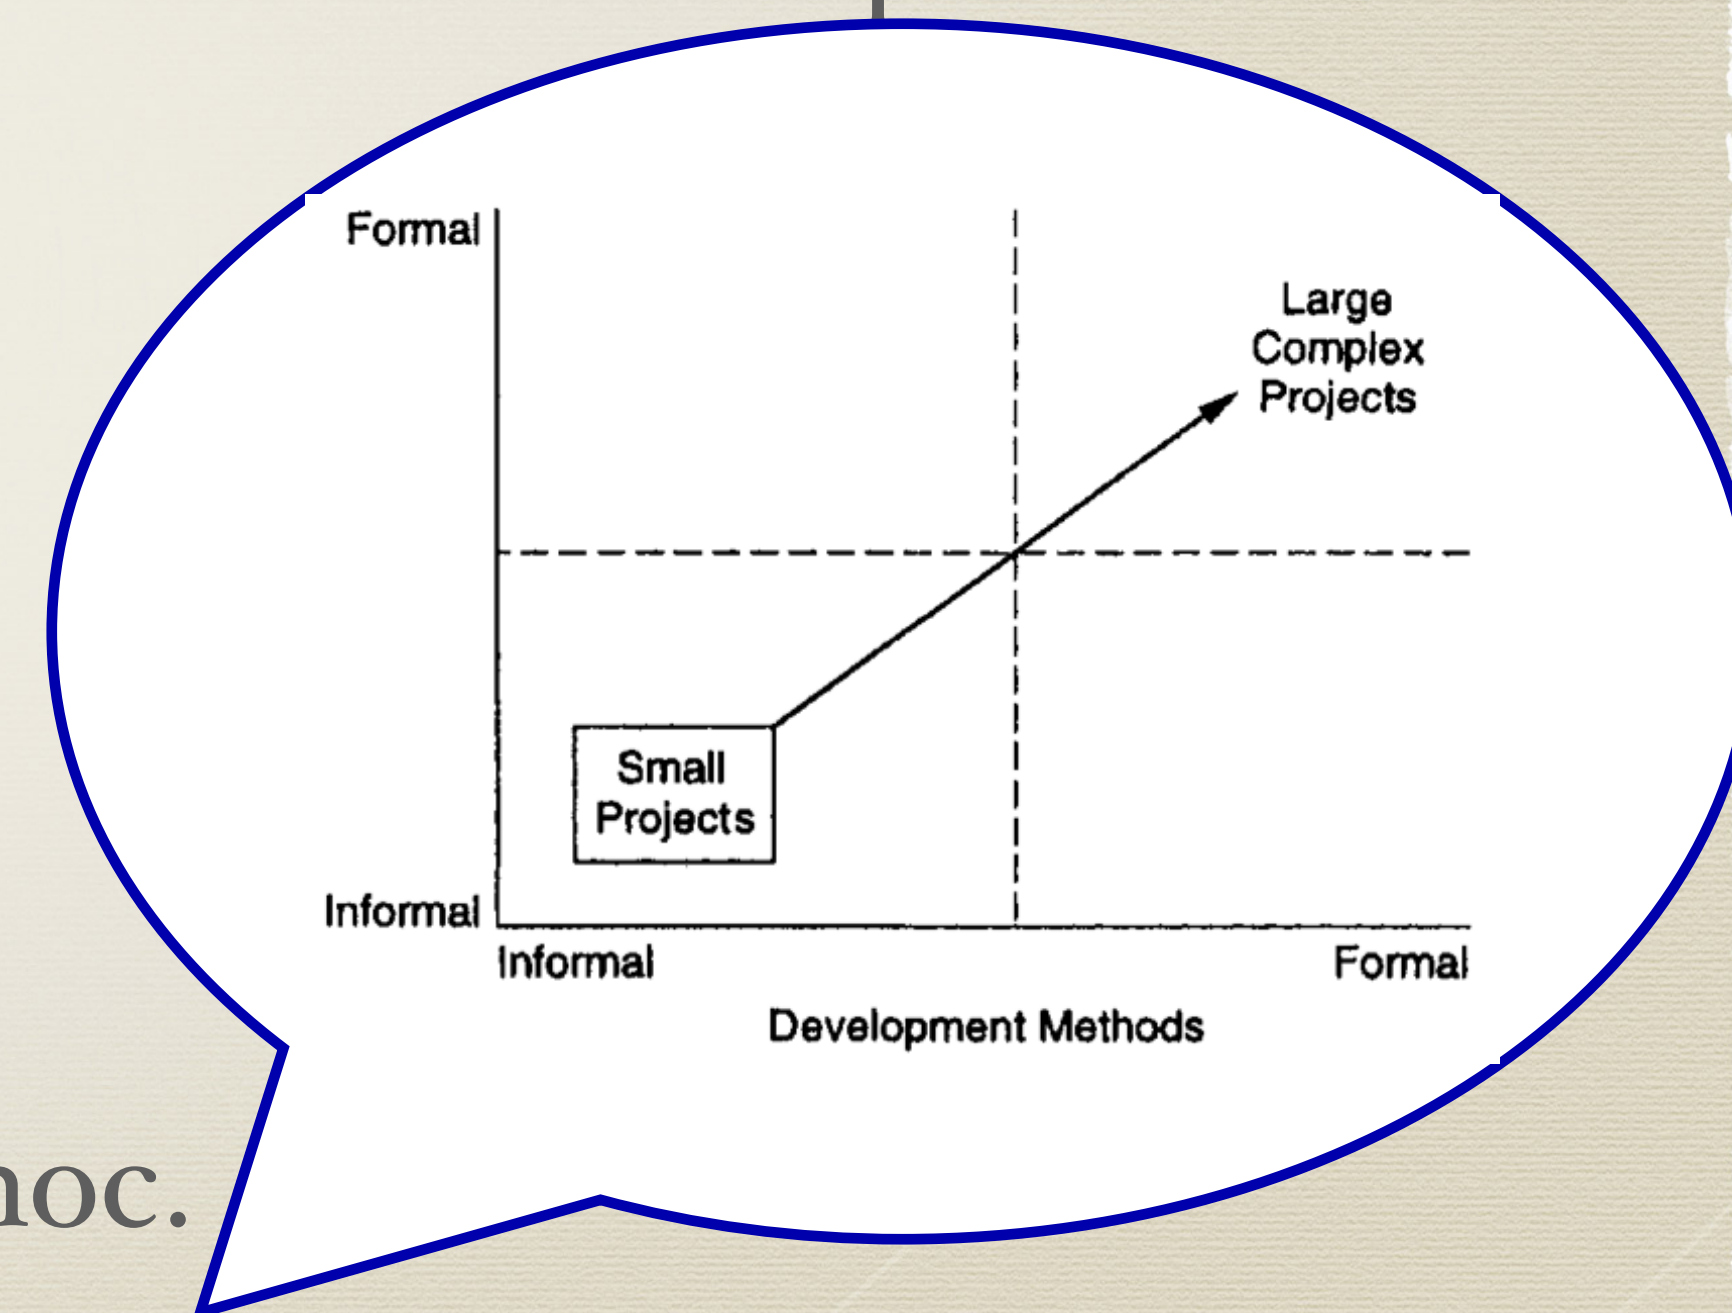 Formal
Large
Complex
Projects
Small
Projects
Informal
Informal
Formal
Development Methods
hoc.